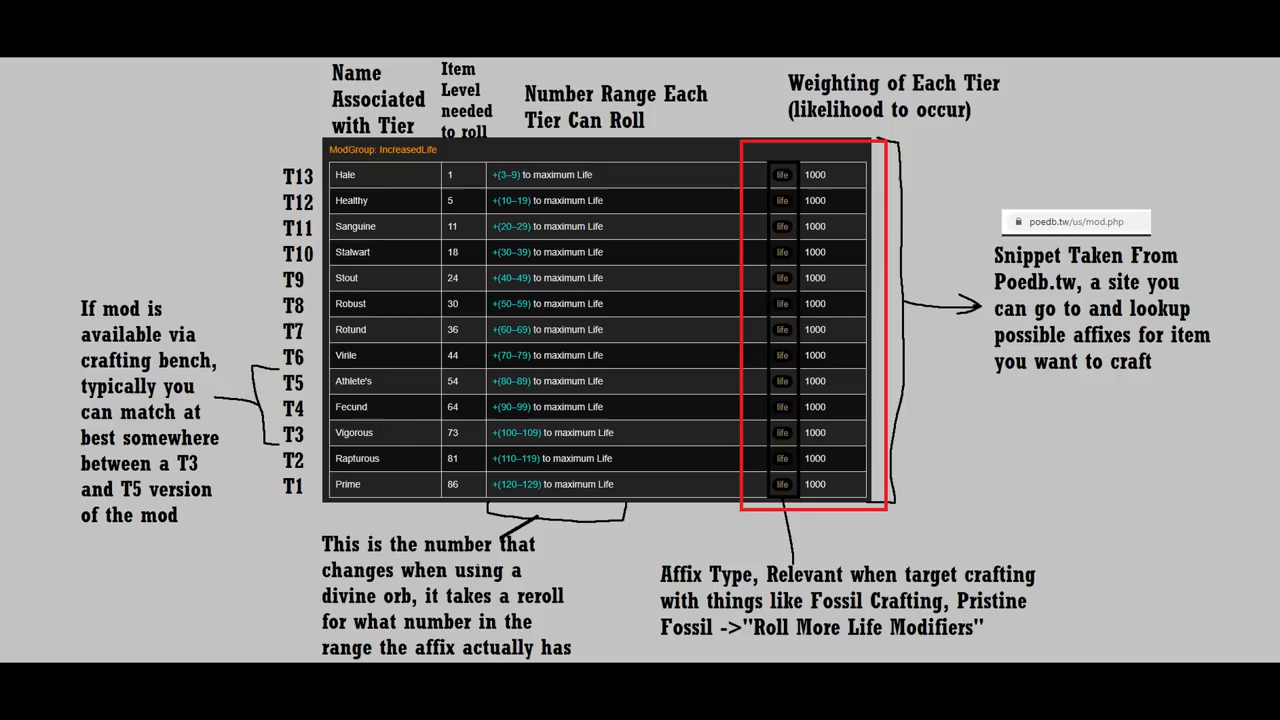 Name
Associated
with Tier
Item
Level
needed
to roll
Number Range Each
Tier Can Roll
Weighting of Each Tier
(likelihood to occur)
ModGroup: IncreasedLife
T13 Hale 1 +(3–9) to maximum Life life 1000
T12 Healthy 5 +(10–19) to maximum Life life 1000
T11 Sanguine 11 +(20–29) to maximum Life life 1000
T10 Stalwart 18 +(30–39) to maximum Life life 1000
T9 Stout 24 +(40–49) to maximum Life life 1000
T8 Robust 30 +(50–59) to maximum Life life 1000
T7 Rotund 36 +(60–69) to maximum Life life 1000
T6 Virile 44 +(70–79) to maximum Life life 1000
T5 Athlete's 54 +(80–89) to maximum Life life 1000
T4 Fecund 64 +(90–99) to maximum Life life 1000
T3 Vigorous 73 +(100–109) to maximum Life life 1000
T2 Rapturous 81 +(110–119) to maximum Life life 1000
T1 Prime 86 +(120–129) to maximum Life life 1000
If mod is
available via
crafting bench,
typically you
can match at
best somewhere
between a T3
and T5 version
of the mod
poedb.tw/us/mod.php
Snippet Taken From
Poedb.tw, a site you
can go to and lookup
possible affixes for item
you want to craft
This is the number that
changes when using a
divine orb, it takes a reroll
for what number in the
range the affix actually has
Affix Type, Relevant when target crafting
with things like Fossil Crafting, Pristine
Fossil ->"Roll More Life Modifiers"